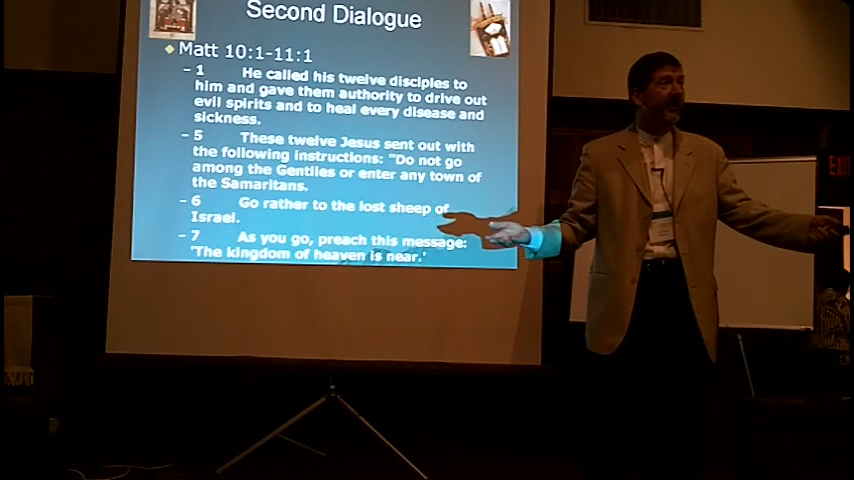 Second Dialogue
Matt 10:1-11:1
– 1 He called his twelve disciples to
him and gave them authority to drive out
evil spirits and to heal every disease and
sickness.
– 5 These twelve Jesus sent out with
the following instructions: "Do not go
among the Gentiles or enter any town of
the Samaritans.
– 6 Go rather to the lost sheep of
Israel.
– 7 As you go, preach this message:
'The kingdom of heaven is near.'
EXI